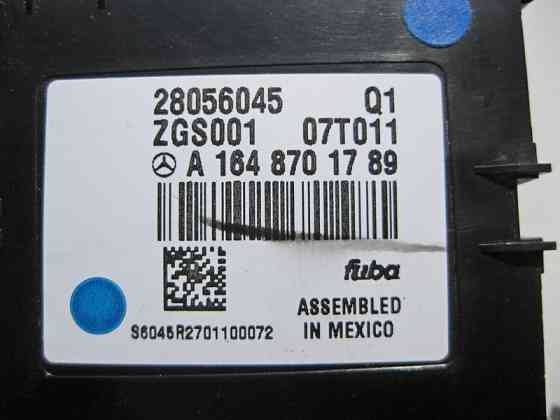 28056045 Q1
ZGS001 07T011
A 164 870 17 89
fuba
ASSEMBLED
IN MEXICO
S6045R2701100072